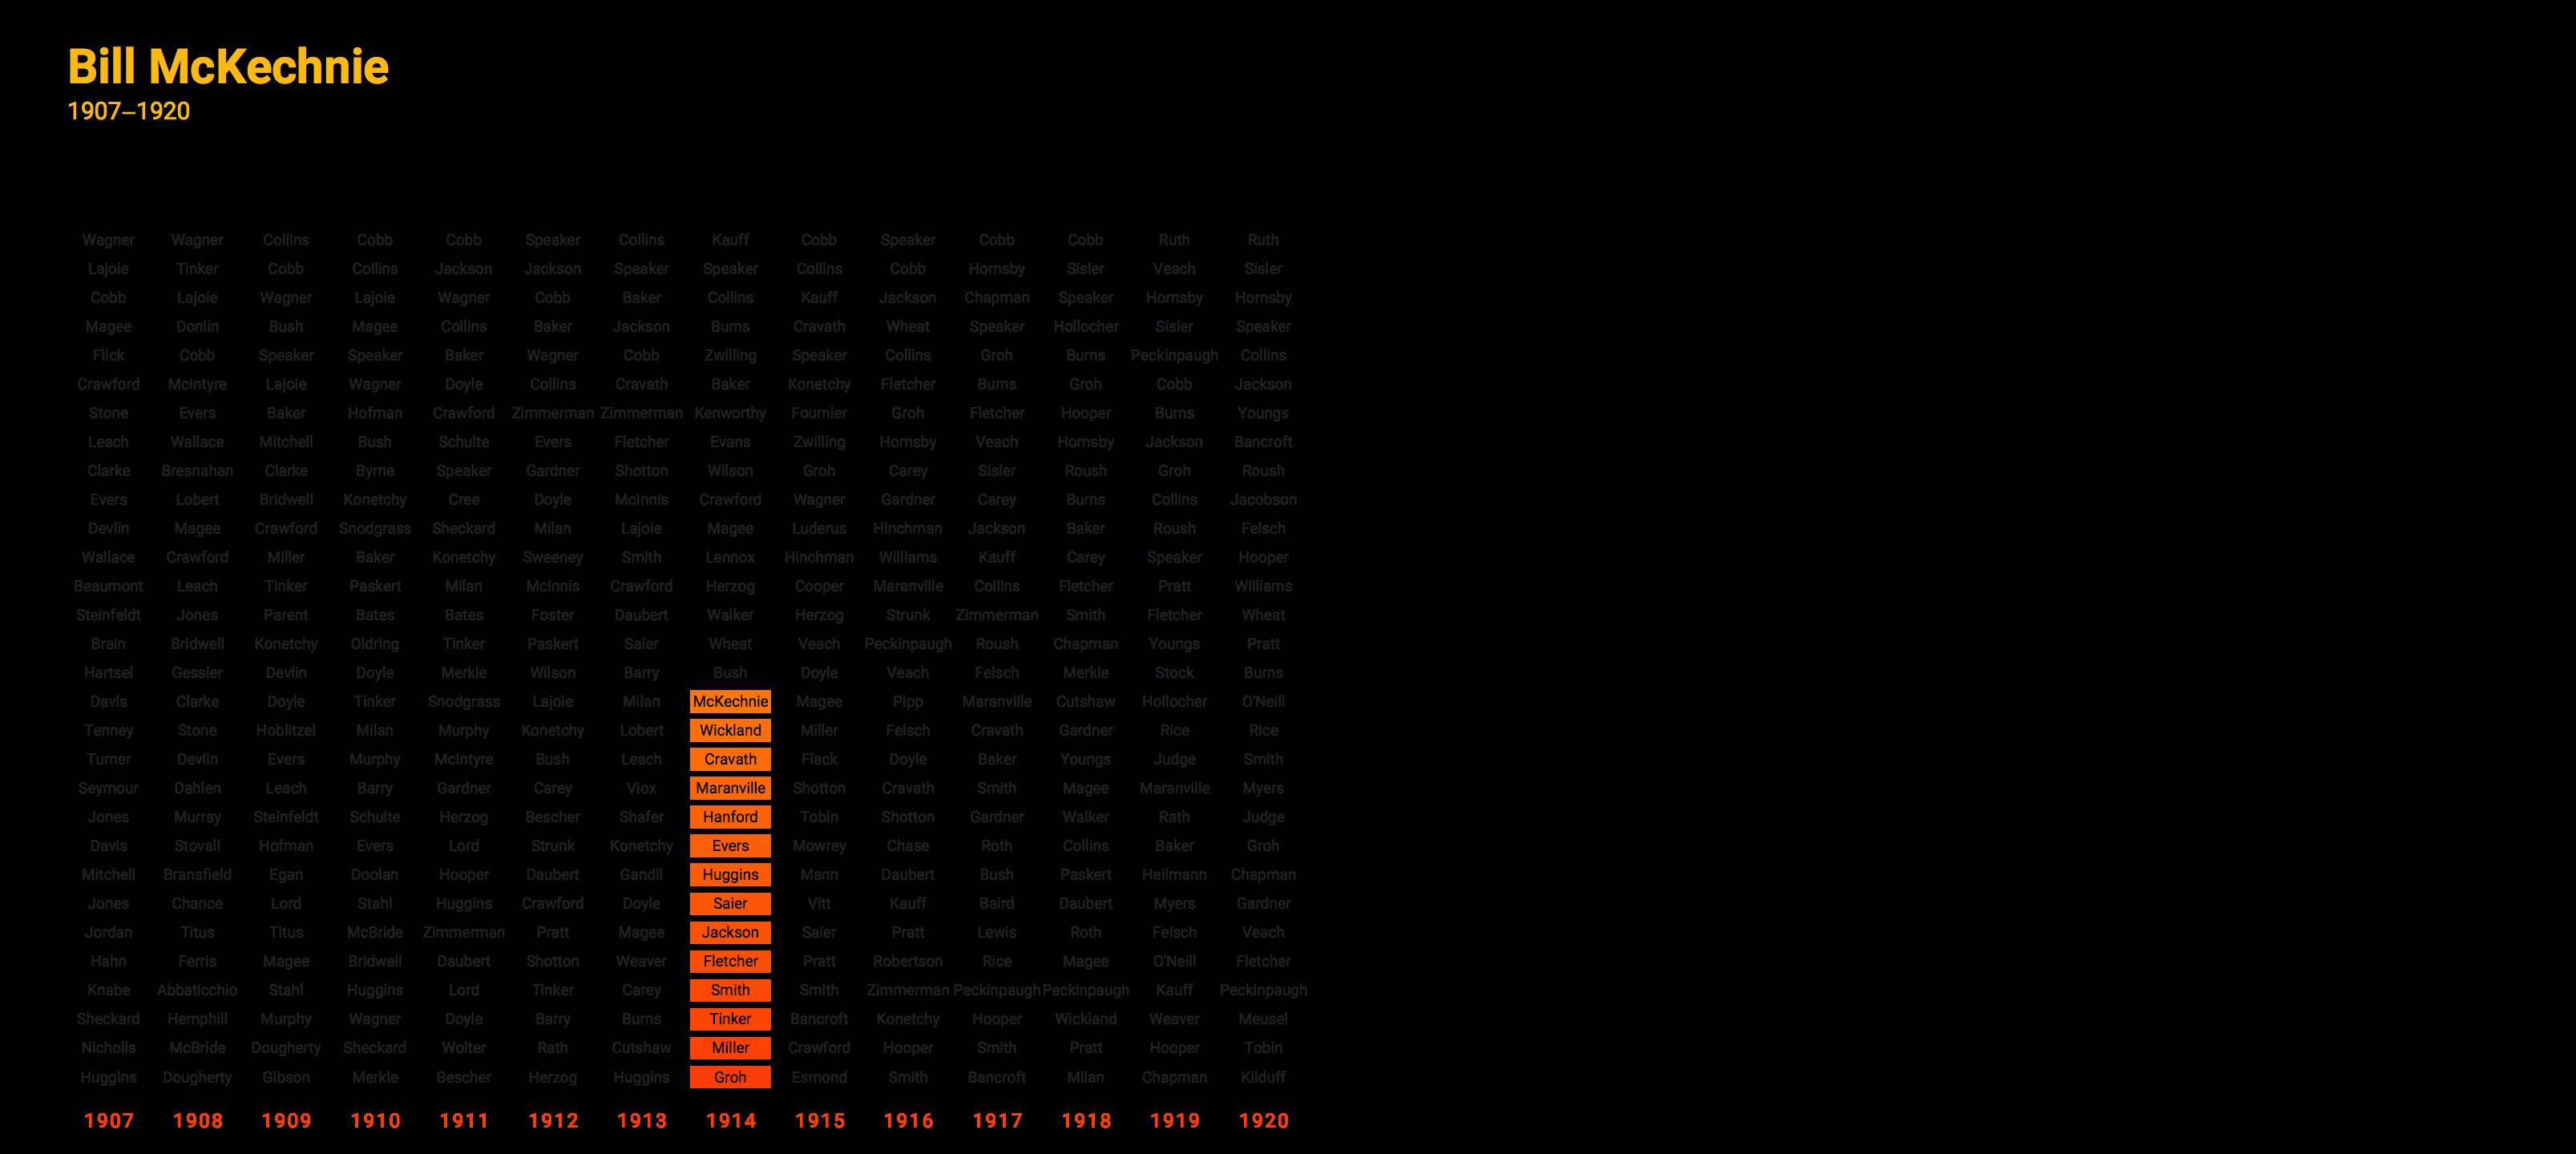 Bill McKechnie
1907–1920
Wagner Wagner Collins Cobb Cobb Speaker Collins Kauff Cobb Speaker Cobb Cobb Ruth Ruth
Lajoie Tinker Cobb Collins Jackson Jackson Speaker Speaker Collins Cobb Hornsby Sisler Veach Sisler
Cobb Lajoie Wagner Lajoie Wagner Cobb Baker Collins Kauff Jackson Chapman Speaker Hornsby Hornsby
Magee Donlin Bush Magee Collins Baker Jackson Burns Cravath Wheat Speaker Hollocher Sisler Speaker
Flick Cobb Speaker Speaker Baker Wagner Cobb Zwilling Speaker Collins Groh Burns Peckinpaugh Collins
Crawford McIntyre Lajoie Wagner Doyle Collins Cravath Baker Konetchy Fletcher Burns Groh Cobb Jackson
Stone Evers Baker Hofman Crawford Zimmerman Zimmerman Kenworthy Fournier Groh Fletcher Hooper Burns Youngs
Leach Wallace Mitchell Bush Schulte Evers Fletcher Evans Zwilling Hornsby Veach Hornsby Jackson Bancroft
Clarke Bresnahan Clarke Byrne Speaker Gardner Shotton Wilson Groh Carey Sisler Roush Groh Roush
Evers Lobert Bridwell Konetchy Cree Doyle McInnis Crawford Wagner Gardner Carey Burns Collins Jacobson
Devlin Magee Crawford Snodgrass Sheckard Milan Lajoie Magee Luderus Hinchman Jackson Baker Roush Felsch
Wallace Crawford Miller Baker Konetchy Sweeney Smith Lennox Hinchman Williams Kauff Carey Speaker Hooper
Beaumont Leach Tinker Paskert Milan McInnis Crawford Herzog Cooper Maranville Collins Fletcher Pratt Williams
Steinfeldt Jones Parent Bates Bates Foster Daubert Walker Herzog Strunk Zimmerman Smith Fletcher Wheat
Brain Bridwell Konetchy Oldring Tinker Paskert Saier Wheat Veach Peckinpaugh Roush Chapman Youngs Pratt
Hartsel Gessler Devlin Doyle Merkle Wilson Barry Bush Doyle Veach Felsch Merkle Stock Burns
Davis Clarke Doyle Tinker Snodgrass Lajoie Milan McKechnie Magee Pipp Maranville Cutshaw Hollocher O'Neill
Tenney Stone Hoblitzel Milan Murphy Konetchy Lobert Wickland Miller Felsch Cravath Gardner Rice Rice
Turner Devlin Evers Murphy McIntyre Bush Leach Cravath Flack Doyle Baker Youngs Judge Smith
Seymour Dahlen Leach Barry Gardner Carey Viox Maranville Shotton Cravath Smith Magee Maranville Myers
Jones Murray Steinfeldt Schulte Herzog Bescher Shafer Hanford Tobin Shotton Gardner Walker Rath Judge
Davis Stovall Hofman Evers Lord Strunk Konetchy Evers Mowrey Chase Roth Collins Baker Groh
Mitchell Bransfield Egan Doolan Hooper Daubert Gandil Huggins Mann Daubert Bush Paskert Heilmann Chapman
Jones Chance Lord Stahl Huggins Crawford Doyle Saier Vitt Kauff Baird Daubert Myers Gardner
Jordan Titus Titus McBride Zimmerman Pratt Magee Jackson Saier Pratt Lewis Roth Felsch Veach
Hahn Ferris Magee Bridwell Daubert Shotton Weaver Fletcher Pratt Robertson Rice Magee O'Neill Fletcher
Knabe Abbaticchio Stahl Huggins Lord Tinker Carey Smith Smith Zimmerman Peckinpaugh Peckinpaugh Kauff Peckinpaugh
Sheckard Hemphill Murphy Wagner Doyle Barry Burns Tinker Bancroft Konetchy Hooper Wickland Weaver Meusel
Nicholls McBride Dougherty Sheckard Wolter Rath Cutshaw Miller Crawford Hooper Smith Pratt Hooper Tobin
Huggins Dougherty Gibson Merkle Bescher Herzog Huggins Groh Esmond Smith Bancroft Milan Chapman Kilduff
1907 1908 1909 1910 1911 1912 1913 1914 1915 1916 1917 1918 1919 1920